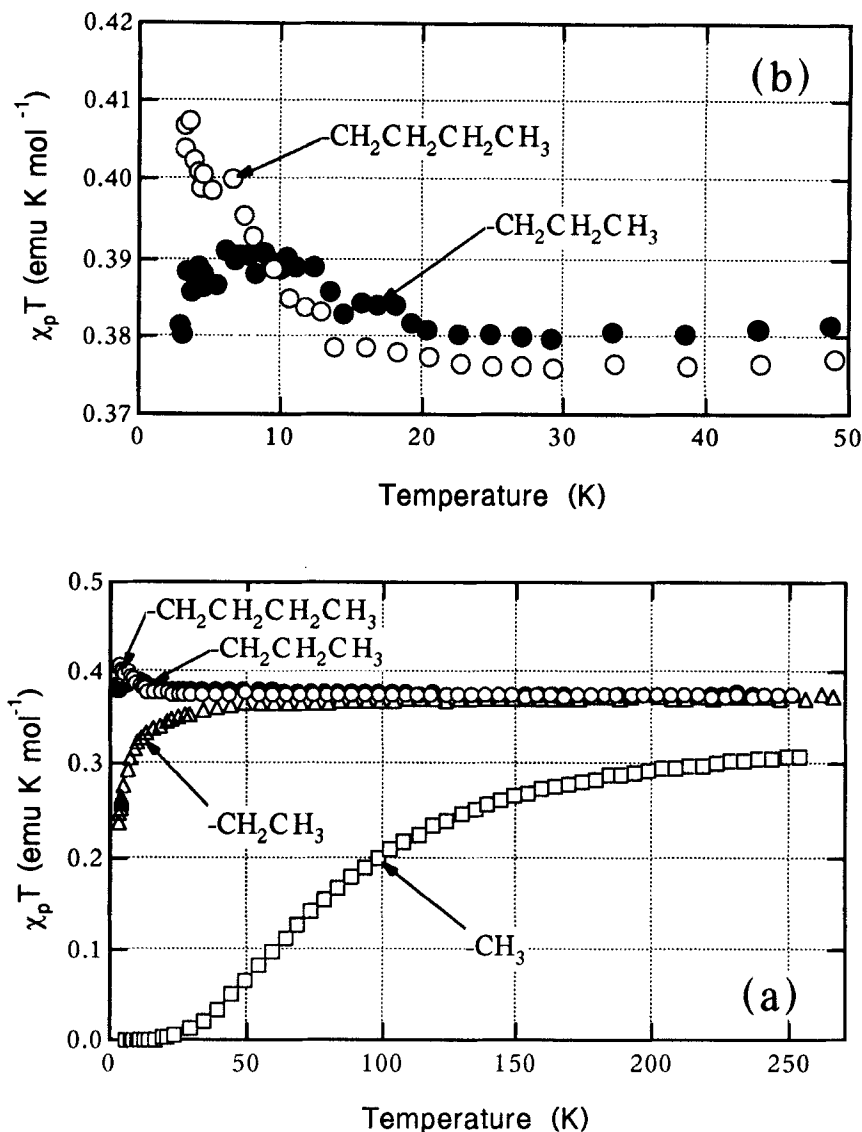 (b)
0.42
0.41
0.40
0.39
0.38
0.37
χₚT (emu K mol⁻¹)
-CH₂CH₂CH₂CH₃
-CH₂CH₂CH₃
0 10 20 30 40 50
Temperature (K)
0.5
0.4
0.3
0.2
0.1
0.0
χₚT (emu K mol⁻¹)
-CH₂CH₂CH₂CH₃
-CH₂CH₂CH₃
-CH₂CH₃
-CH₃
(a)
0 50 100 150 200 250
Temperature (K)